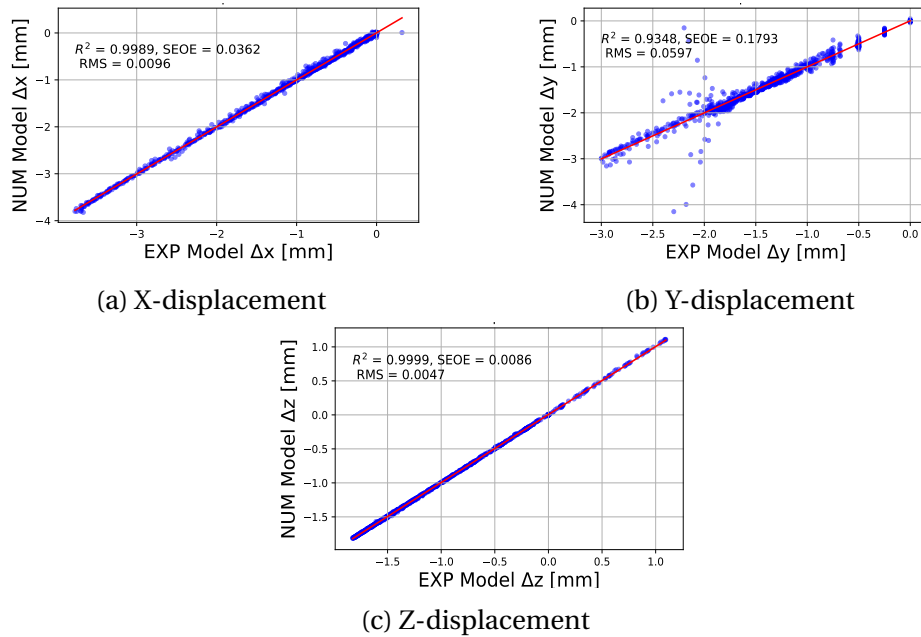 R² = 0.9989, SEOE = 0.0362
RMS = 0.0096
NUM Model Δx [mm]
0
−1
−2
−3
−4
−3
−2
−1
0
EXP Model Δx [mm]
(a) X-displacement
R² = 0.9348, SEOE = 0.1793
RMS = 0.0597
NUM Model Δy [mm]
0
−1
−2
−3
−4
−3.0
−2.5
−2.0
−1.5
−1.0
−0.5
0.0
EXP Model Δy [mm]
(b) Y-displacement
R² = 0.9999, SEOE = 0.0086
RMS = 0.0047
NUM Model Δz [mm]
1.0
0.5
0.0
−0.5
−1.0
−1.5
−1.5
−1.0
−0.5
0.0
0.5
1.0
EXP Model Δz [mm]
(c) Z-displacement